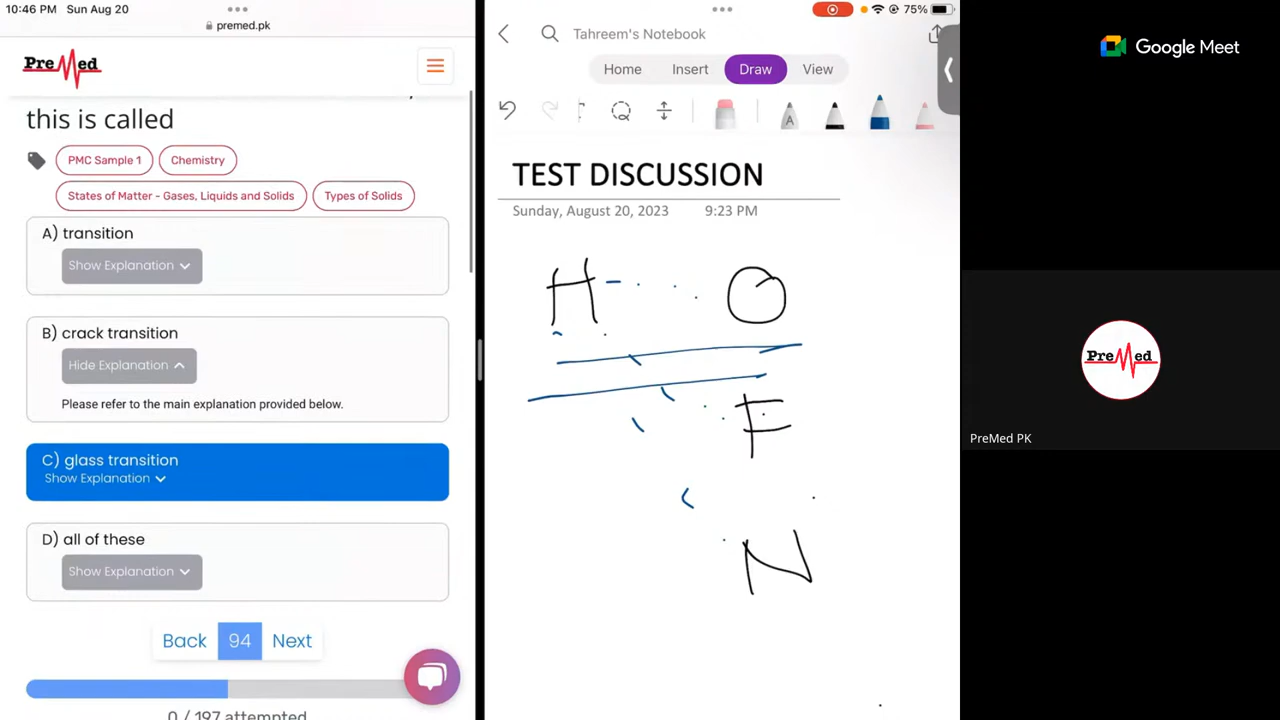 10:46 PM Sun Aug 20
premed.pk
PreMed
this is called
PMC Sample 1
Chemistry
States of Matter - Gases, Liquids and Solids
Types of Solids
A) transition
Show Explanation
B) crack transition
Hide Explanation
Please refer to the main explanation provided below.
C) glass transition
Show Explanation
D) all of these
Show Explanation
Back 94 Next
0 / 197 attempted
75%
Tahreem's Notebook
Home Insert Draw View
A
TEST DISCUSSION
Sunday, August 20, 2023 9:23 PM
H O
F
N
Google Meet
PreMed
PreMed PK